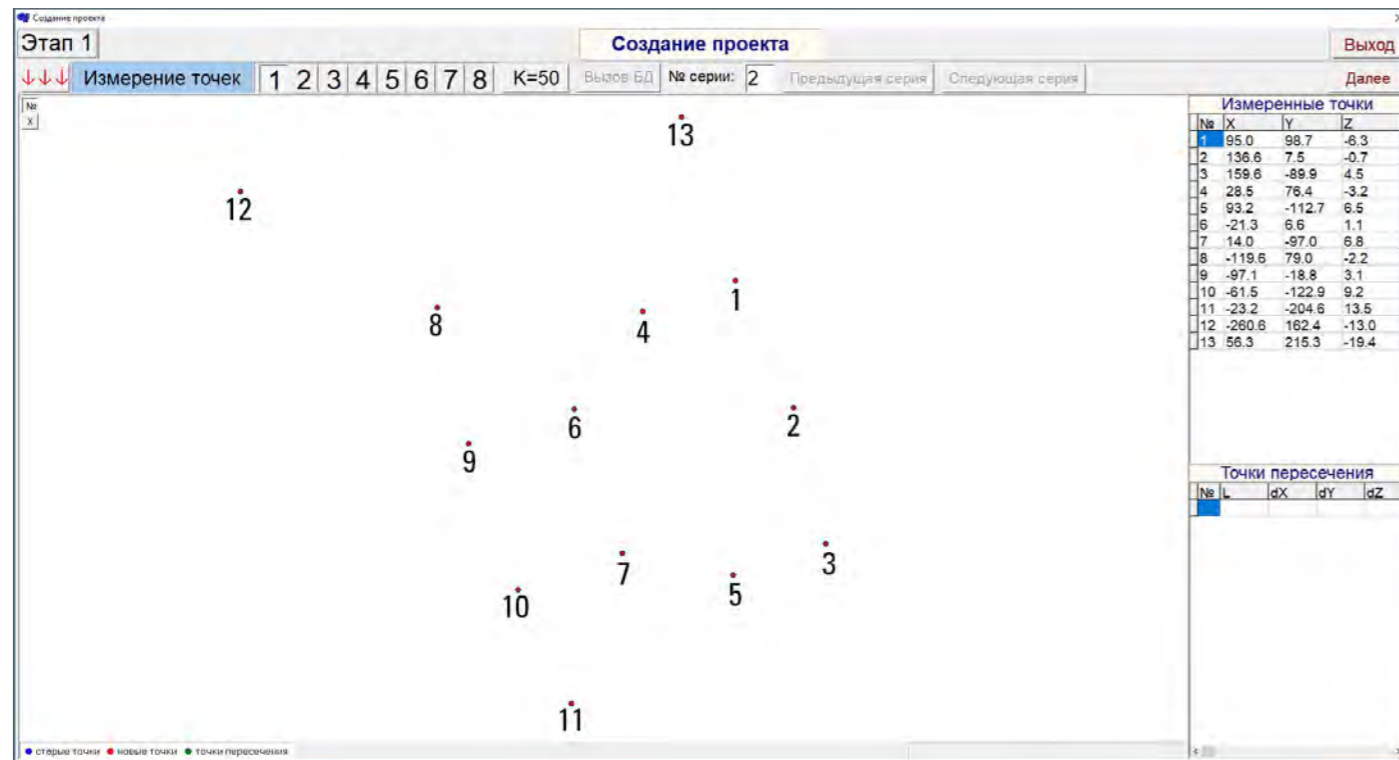 Создание проекта
Этап 1 Создание проекта Выход
↓↓↓ Измерение точек 1 2 3 4 5 6 7 8 K=50 Вызов БД № серии: 2 Предыдущая серия Следующая серия Далее
№
X
13
12
1
8
4
6
2
9
3
7
5
10
11
Измеренные точки
№ X Y Z
1 95.0 98.7 -6.3
2 136.6 7.5 -0.7
3 159.6 -89.9 4.5
4 28.5 76.4 -3.2
5 93.2 -112.7 6.5
6 -21.3 6.6 1.1
7 14.0 -97.0 6.8
8 -119.6 79.0 -2.2
9 -97.1 -18.8 3.1
10 -61.5 -122.9 9.2
11 -23.2 -204.6 13.5
12 -260.6 162.4 -13.0
13 56.3 215.3 -19.4
Точки пересечения
№ L dX dY dZ
старые точки новые точки точки пересечения